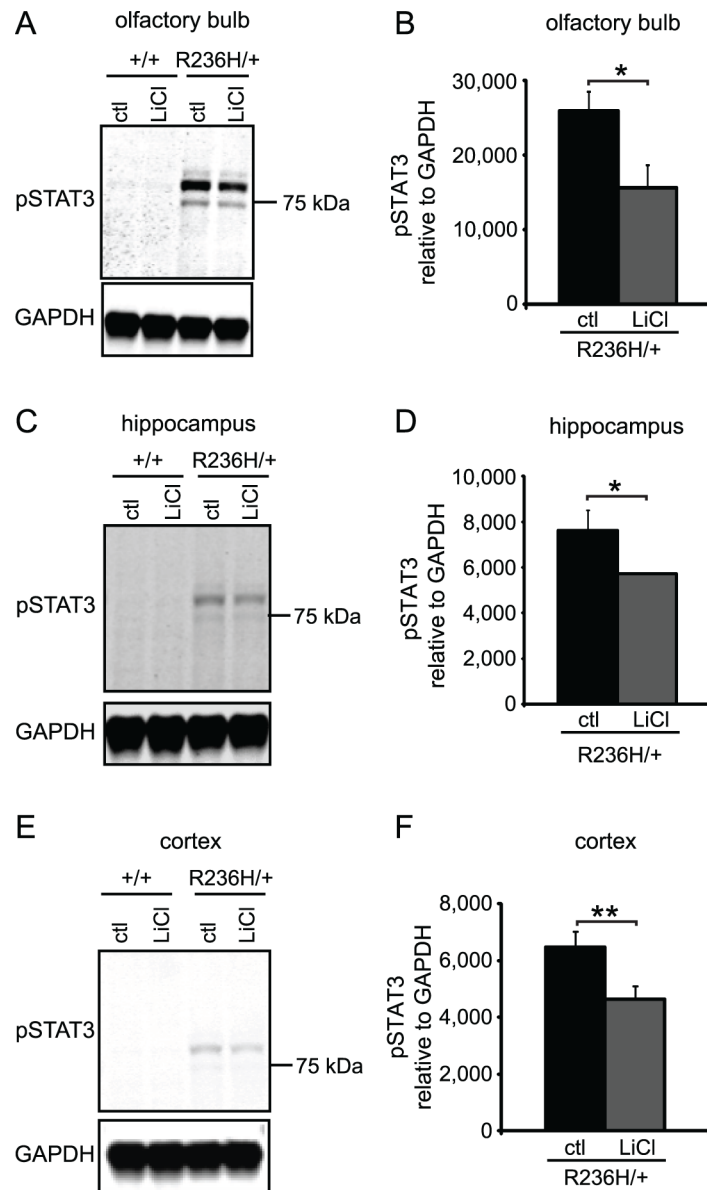 A
olfactory bulb
+/+ R236H/+
ctl LiCl ctl LiCl
pSTAT3
75 kDa
GAPDH
B
olfactory bulb
*
pSTAT3
relative to GAPDH
30,000
20,000
10,000
0
ctl LiCl
R236H/+
C
hippocampus
+/+ R236H/+
ctl LiCl ctl LiCl
pSTAT3
75 kDa
GAPDH
D
hippocampus
*
pSTAT3
relative to GAPDH
10,000
8,000
6,000
4,000
2,000
0
ctl LiCl
R236H/+
E
cortex
+/+ R236H/+
ctl LiCl ctl LiCl
pSTAT3
75 kDa
GAPDH
F
cortex
**
pSTAT3
relative to GAPDH
8,000
6,000
4,000
2,000
0
ctl LiCl
R236H/+